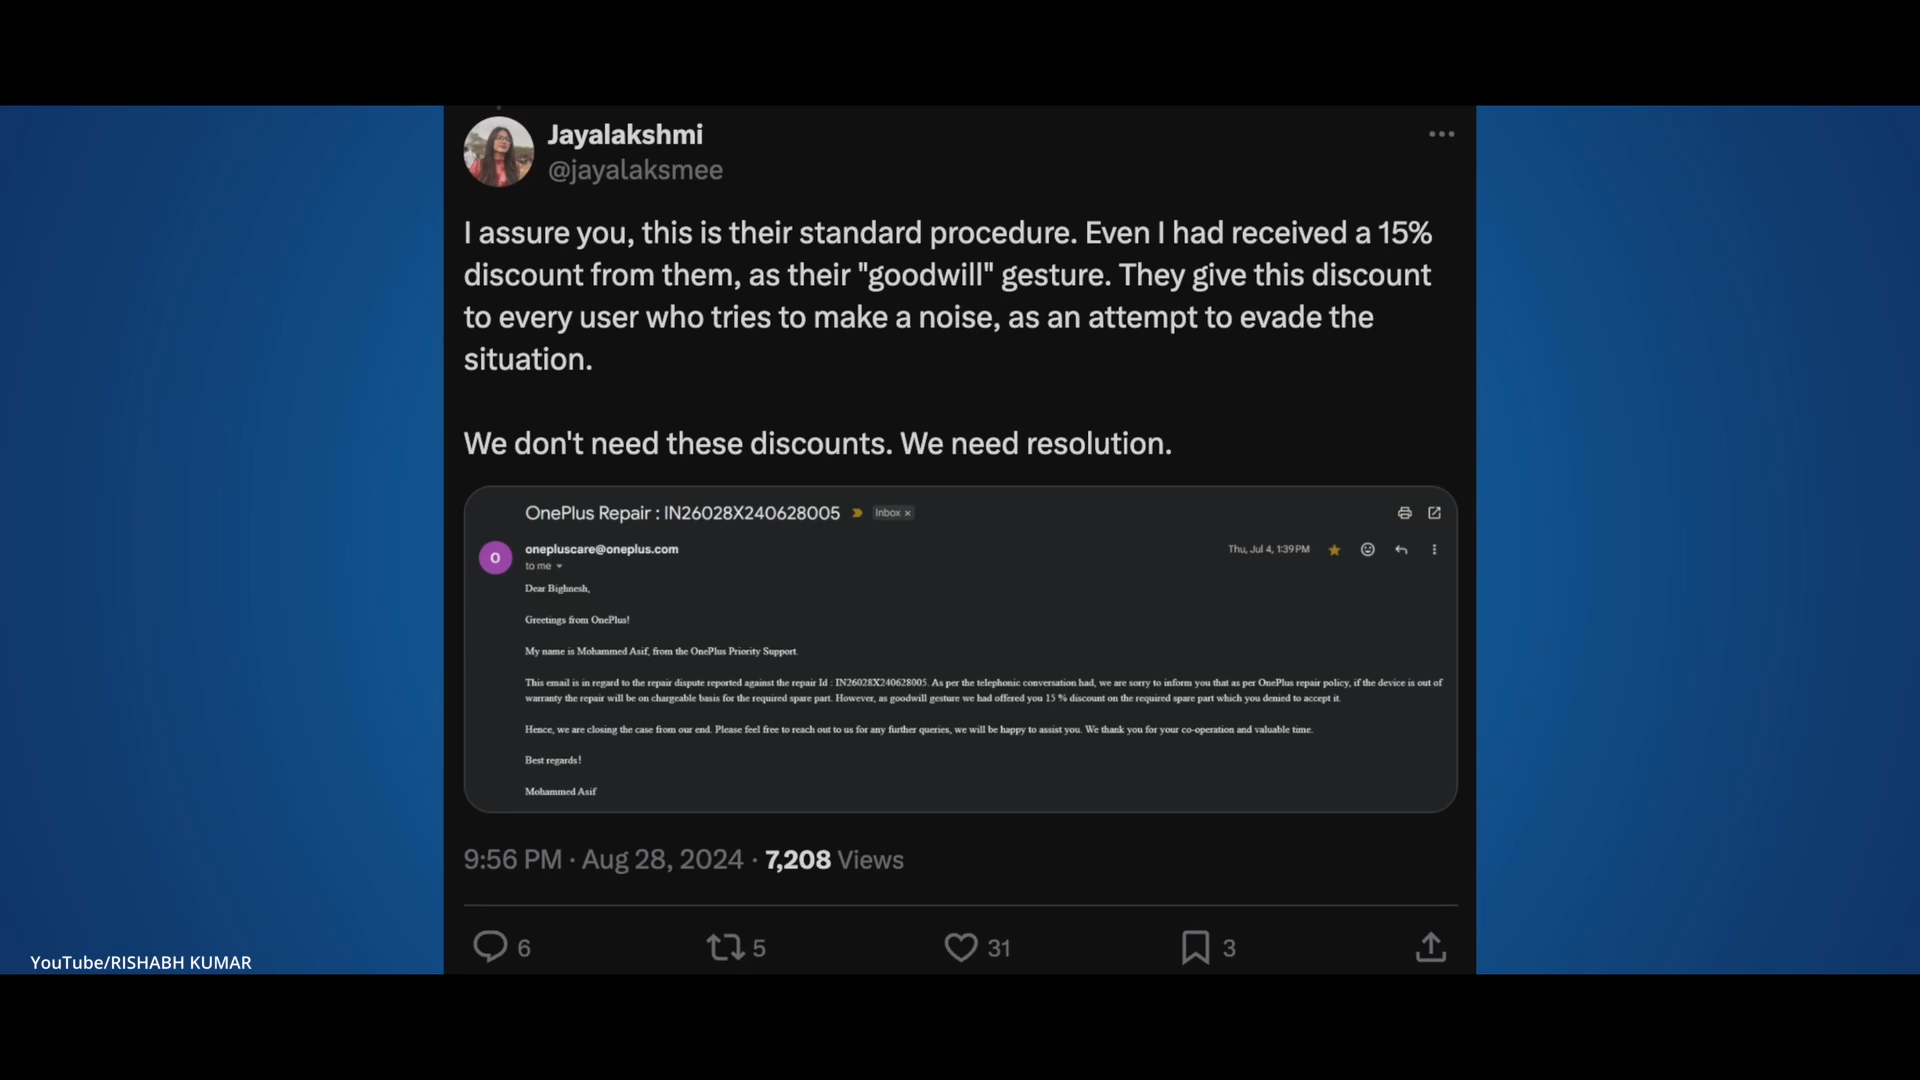 Jayalakshmi
@jayalaksmee
I assure you, this is their standard procedure. Even I had received a 15%
discount from them, as their "goodwill" gesture. They give this discount
to every user who tries to make a noise, as an attempt to evade the
situation.
We don't need these discounts. We need resolution.
OnePlus Repair : IN26028X240628005 Inbox ×
O
onepluscare@oneplus.com Thu, Jul 4, 1:39 PM
to me
Dear Bighnesh,
Greetings from OnePlus!
My name is Mohammed Asif, from the OnePlus Priority Support.
This email is in regard to the repair dispute reported against the repair Id : IN26028X240628005. As per the telephonic conversation had, we are sorry to inform you that as per OnePlus repair policy, if the device is out of
warranty the repair will be on chargeable basis for the required spare part. However, as goodwill gesture we had offered you 15 % discount on the required spare part which you denied to accept it.
Hence, we are closing the case from our end. Please feel free to reach out to us for any further queries, we will be happy to assist you. We thank you for your co-operation and valuable time.
Best regards!
Mohammed Asif
9:56 PM · Aug 28, 2024 · 7,208 Views
6 5 31 3
YouTube/RISHABH KUMAR